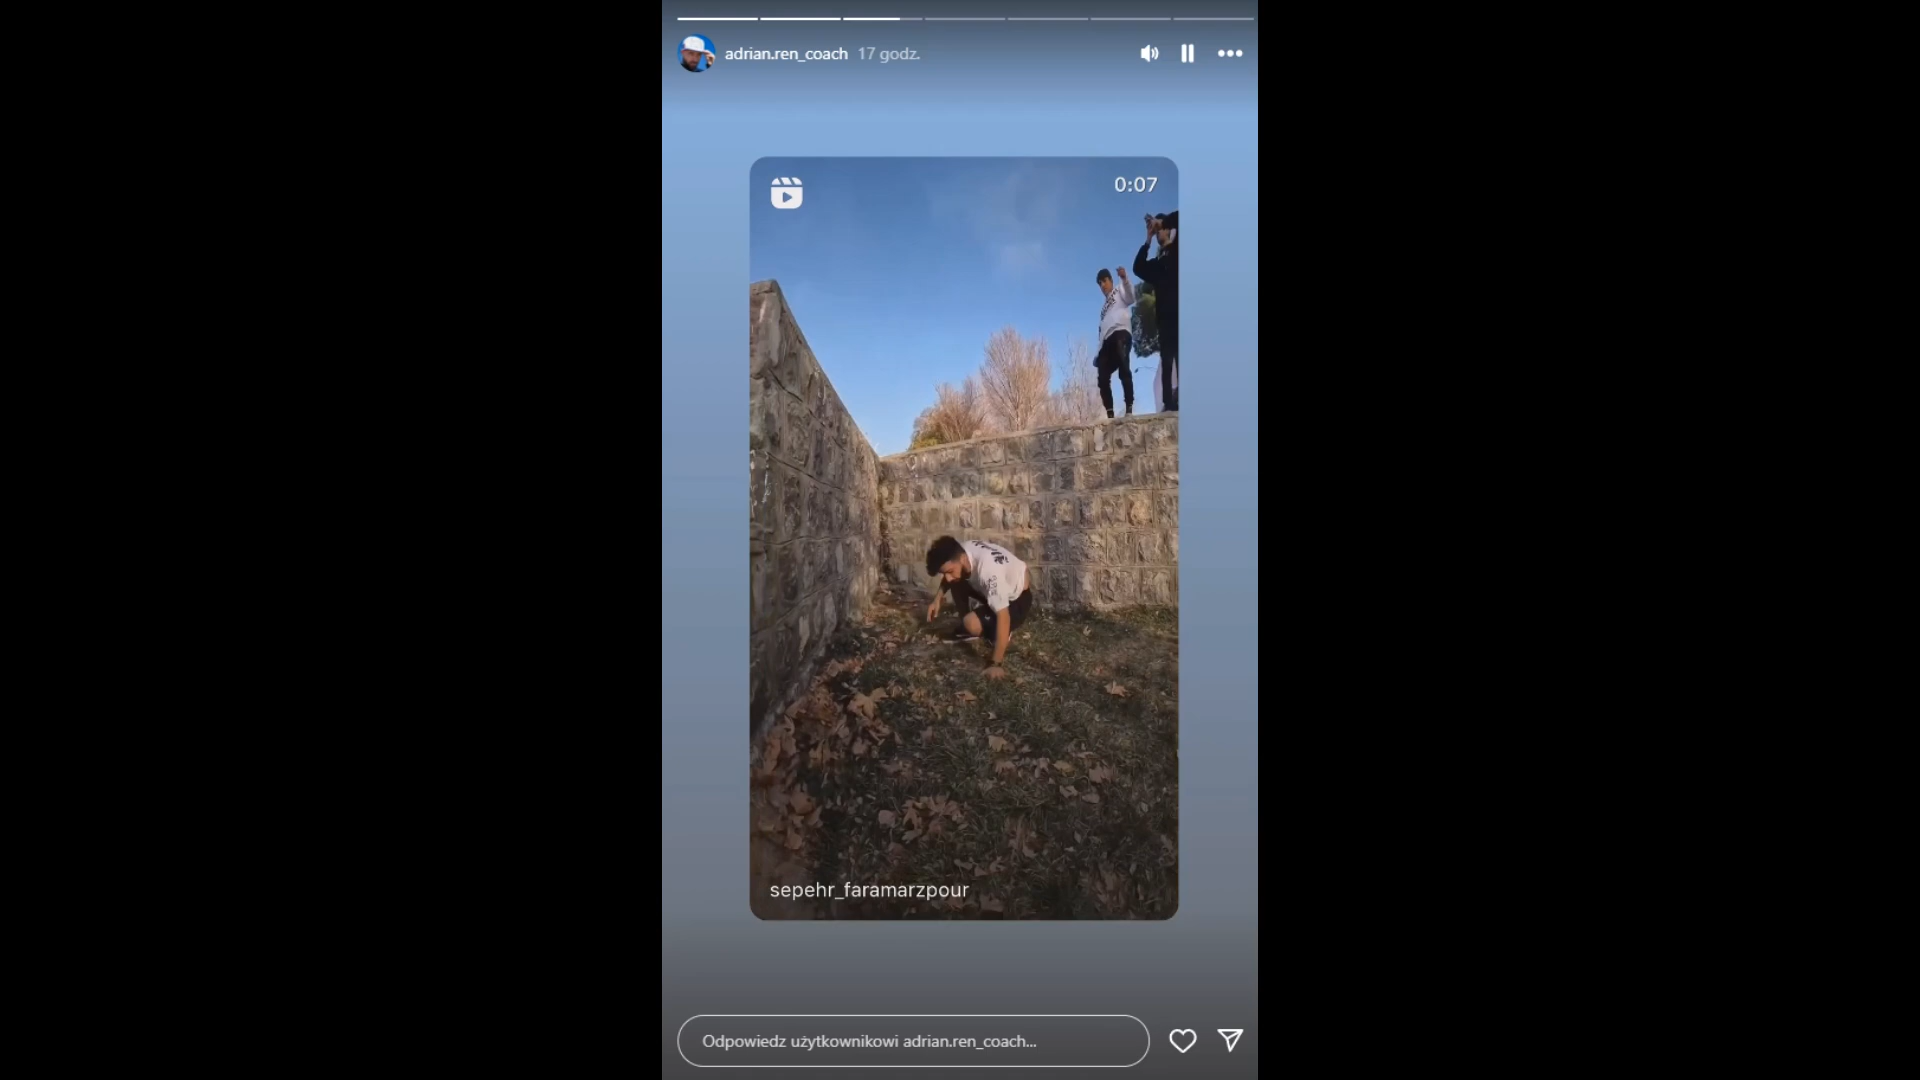 adrian.ren_coach 17 godz.
0:07
sepehr_faramarzpour
Odpowiedz użytkownikowi adrian.ren_coach...